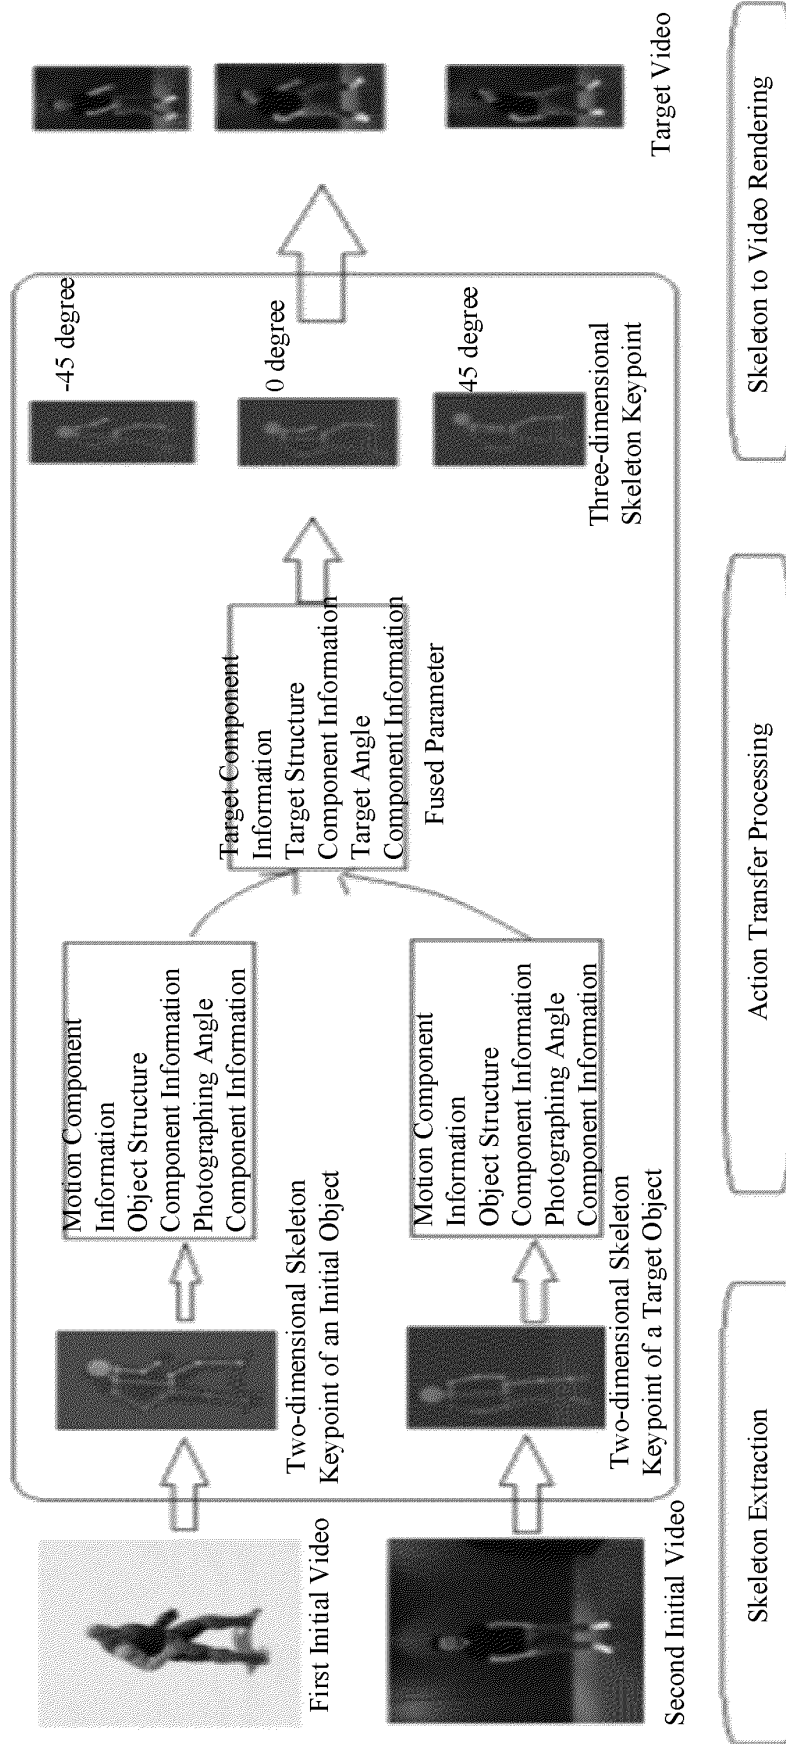 First Initial Video
Two-dimensional Skeleton
Keypoint of an Initial Object
Motion Component
Information
Object Structure
Component Information
Photographing Angle
Component Information
Second Initial Video
Two-dimensional Skeleton
Keypoint of a Target Object
Motion Component
Information
Object Structure
Component Information
Photographing Angle
Component Information
Target Component
Information
Target Structure
Component Information
Target Angle
Component Information
Fused Parameter
-45 degree
0 degree
45 degree
Three-dimensional
Skeleton Keypoint
Target Video
Skeleton Extraction
Action Transfer Processing
Skeleton to Video Rendering